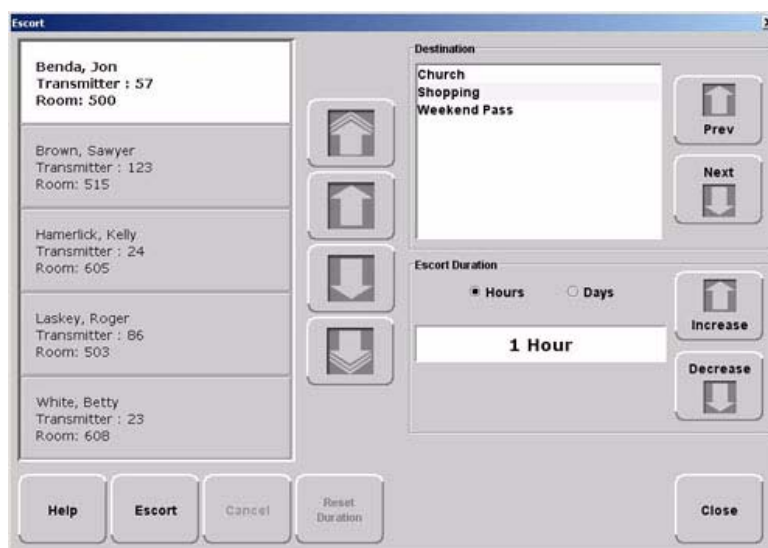 Escort
Benda, Jon
Transmitter : 57
Room: 500
Brown, Sawyer
Transmitter : 123
Room: 515
Hamerlick, Kelly
Transmitter : 24
Room: 605
Laskey, Roger
Transmitter : 86
Room: 503
White, Betty
Transmitter : 23
Room: 608
Destination
Church
Shopping
Weekend Pass
Prev
Next
Escort Duration
Hours
Days
1 Hour
Increase
Decrease
Help
Escort
Cancel
Reset
Duration
Close